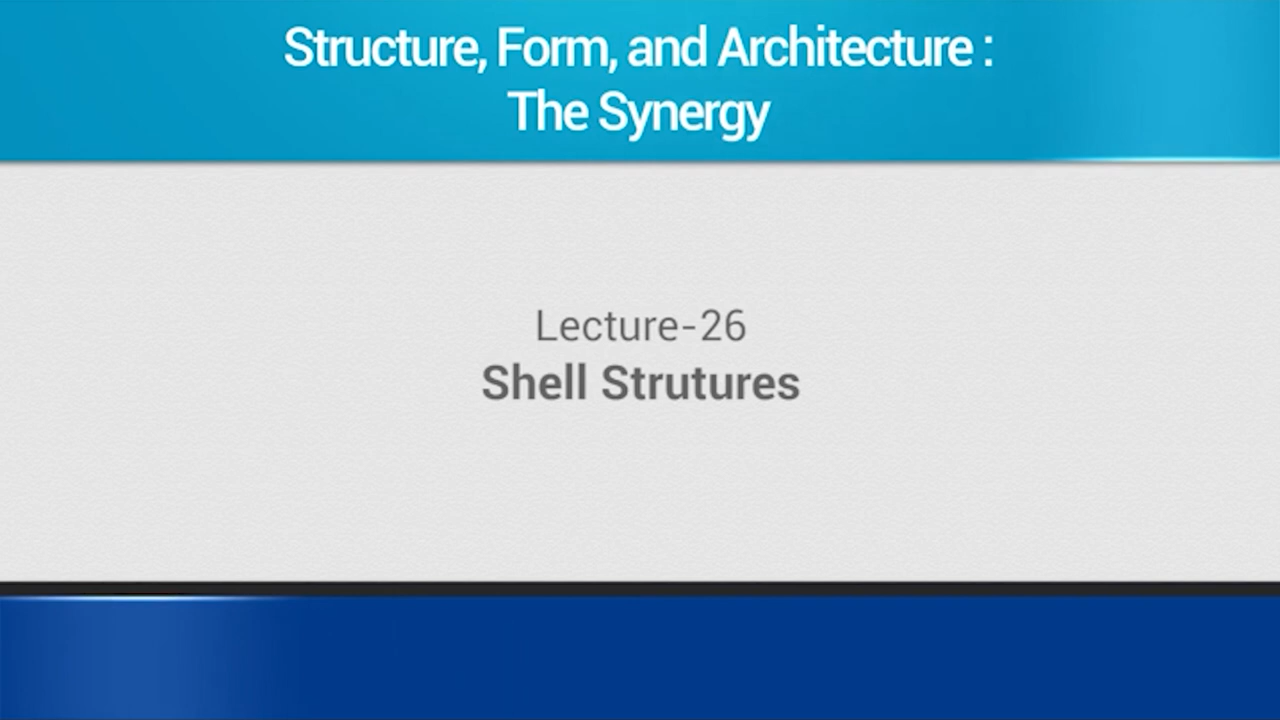 Structure, Form, and Architecture :
The Synergy
Lecture-26
Shell Strutures